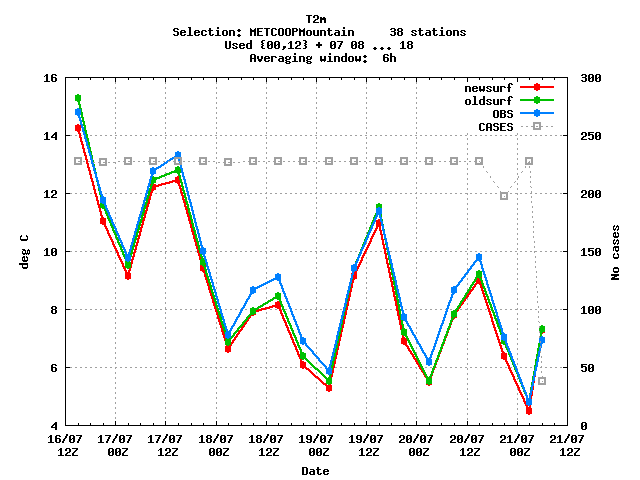 T2m
Selection: METCOOPMountain     38 stations
Used {00,12} + 07 08 ... 18
Averaging window:  6h
16 300
newsurf
oldsurf
OBS
CASES
14 250
12 200
deg C
10 150
No cases
8 100
6 50
4 0
16/07 17/07 17/07 18/07 18/07 19/07 19/07 20/07 20/07 21/07 21/07
12Z 00Z 12Z 00Z 12Z 00Z 12Z 00Z 12Z 00Z 12Z
Date